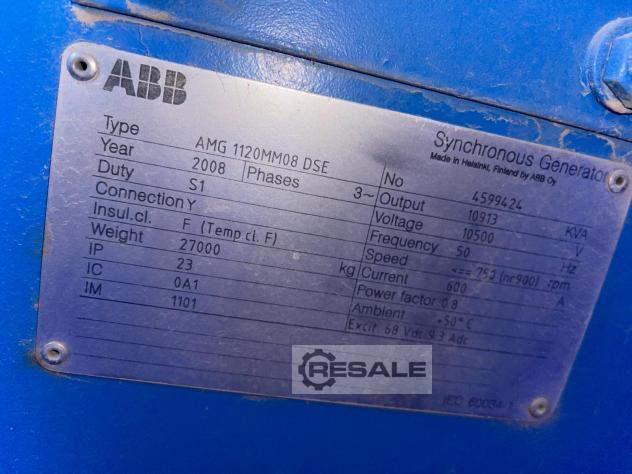 ABB
Synchronous Generator
Made in Helsinki, Finland by ABB Oy
Type AMG 1120MM08 DSE
Year 2008 Phases 3~
Duty S1
Connection Y
Insul.cl. F (Temp cl. F)
Weight 27000 kg
IP 23
IC 0A1
IM 1101
No 4599424
Output 10913 KVA
Voltage 10500 V
Frequency 50 Hz
Speed <== 750 (nr900) rpm
Current 600 A
Power factor 0.8
Ambient +50° C
Excit. 68 Vdc 9.3 Adc
IEC 60034-1
RESALE